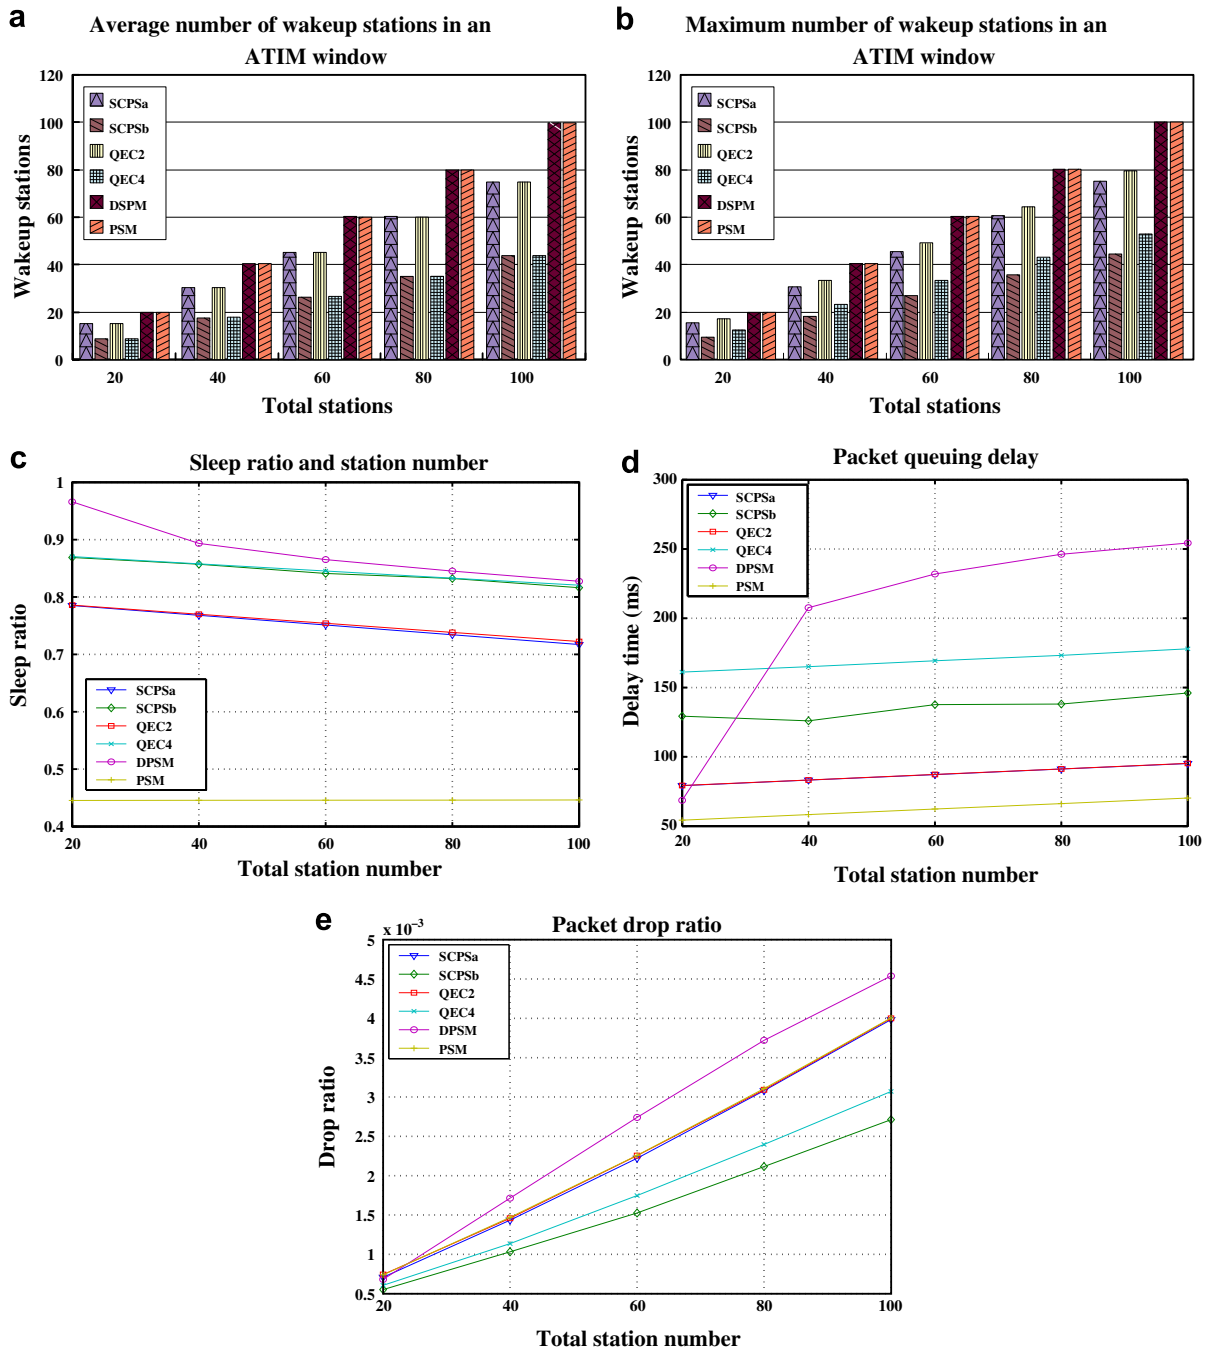 a
Average number of wakeup stations in an
ATIM window
120
100
80
60
40
20
0
Wakeup stations
SCPSa
SCPSb
QEC2
QEC4
DSPM
PSM
20 40 60 80 100
Total stations
b
Maximum number of wakeup stations in an
ATIM window
120
100
80
60
40
20
0
Wakeup stations
SCPSa
SCPSb
QEC2
QEC4
DSPM
PSM
20 40 60 80 100
Total stations
c
Sleep ratio and station number
1
0.9
0.8
0.7
0.6
0.5
0.4
Sleep ratio
SCPSa
SCPSb
QEC2
QEC4
DPSM
PSM
20 40 60 80 100
Total station number
d
Packet queuing delay
300
250
200
150
100
50
Delay time (ms)
SCPSa
SCPSb
QEC2
QEC4
DPSM
PSM
20 40 60 80 100
Total station number
e
x 10⁻³
Packet drop ratio
5
4.5
4
3.5
3
2.5
2
1.5
1
0.5
Drop ratio
SCPSa
SCPSb
QEC2
QEC4
DPSM
PSM
20 40 60 80 100
Total station number